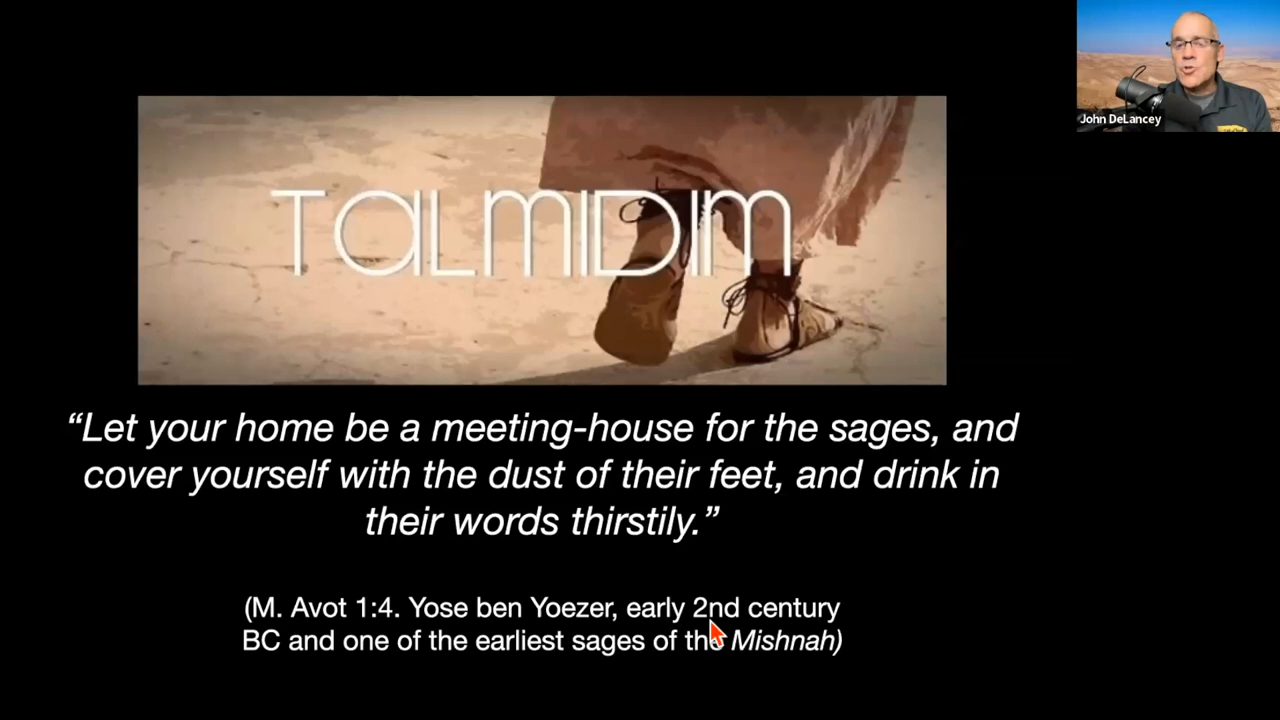 John DeLancey
TALMIDIM
“Let your home be a meeting-house for the sages, and
cover yourself with the dust of their feet, and drink in
their words thirstily.”
(M. Avot 1:4. Yose ben Yoezer, early 2nd century
BC and one of the earliest sages of the Mishnah)